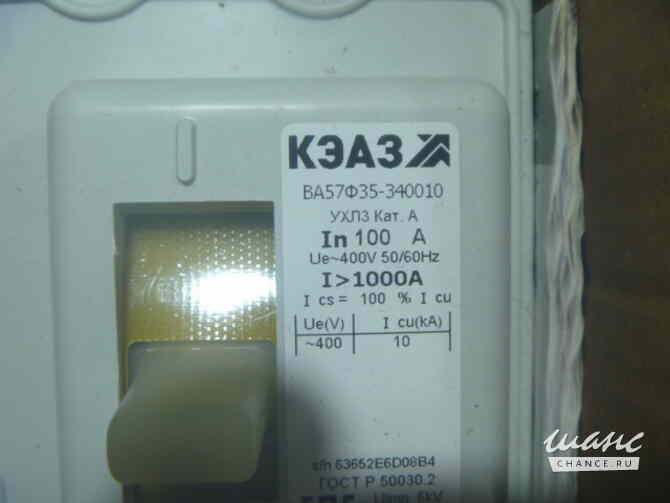 КЭАЗ
ВА57Ф35-340010
УХЛ3 Кат. А
In 100 А
Ue~400V 50/60Hz
I>1000A
I cs = 100 % I cu
Ue(V) I cu(kA)
~400 10
s/n 63652E6D08B4
ГОСТ Р 50030.2
шанс
CHANCE.RU